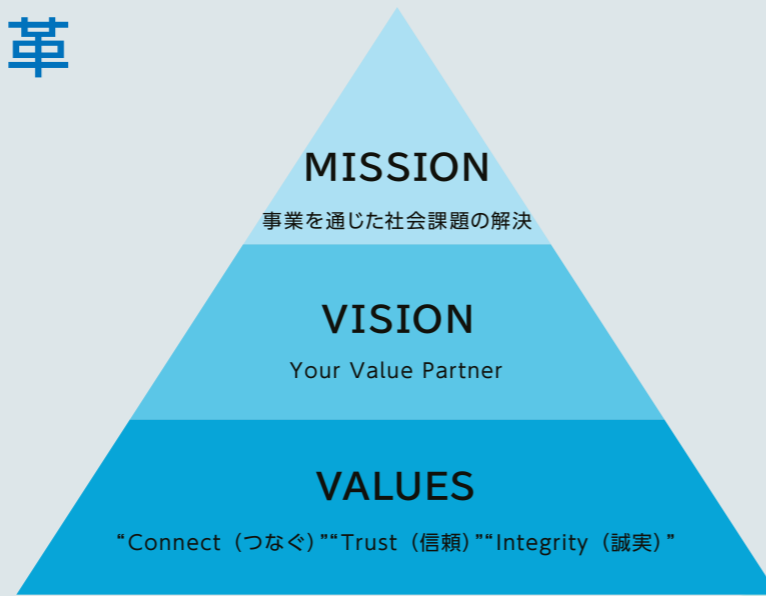 革
MISSION
事業を通じた社会課題の解決
VISION
Your Value Partner
VALUES
“Connect（つなぐ）”“Trust（信頼）”“Integrity（誠実）”